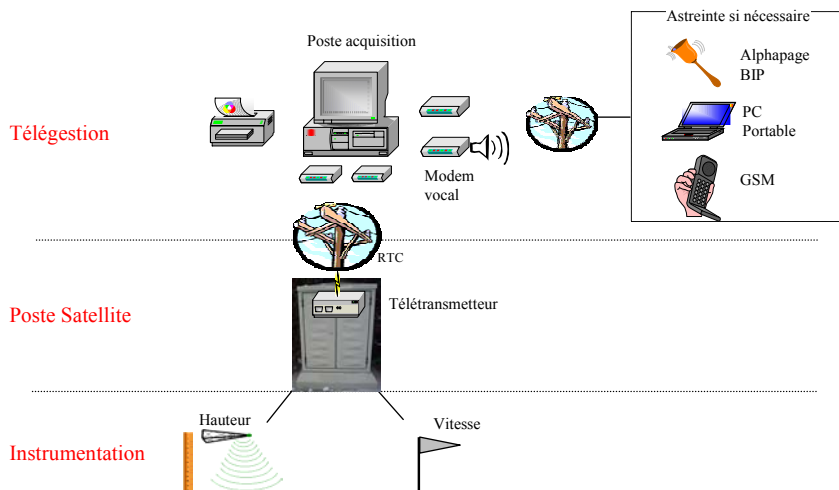 Astreinte si nécessaire
Poste acquisition
Alphapage
BIP
Télégestion
PC
Portable
Modem
vocal
GSM
RTC
Poste Satellite
Télétransmetteur
Hauteur
Vitesse
Instrumentation